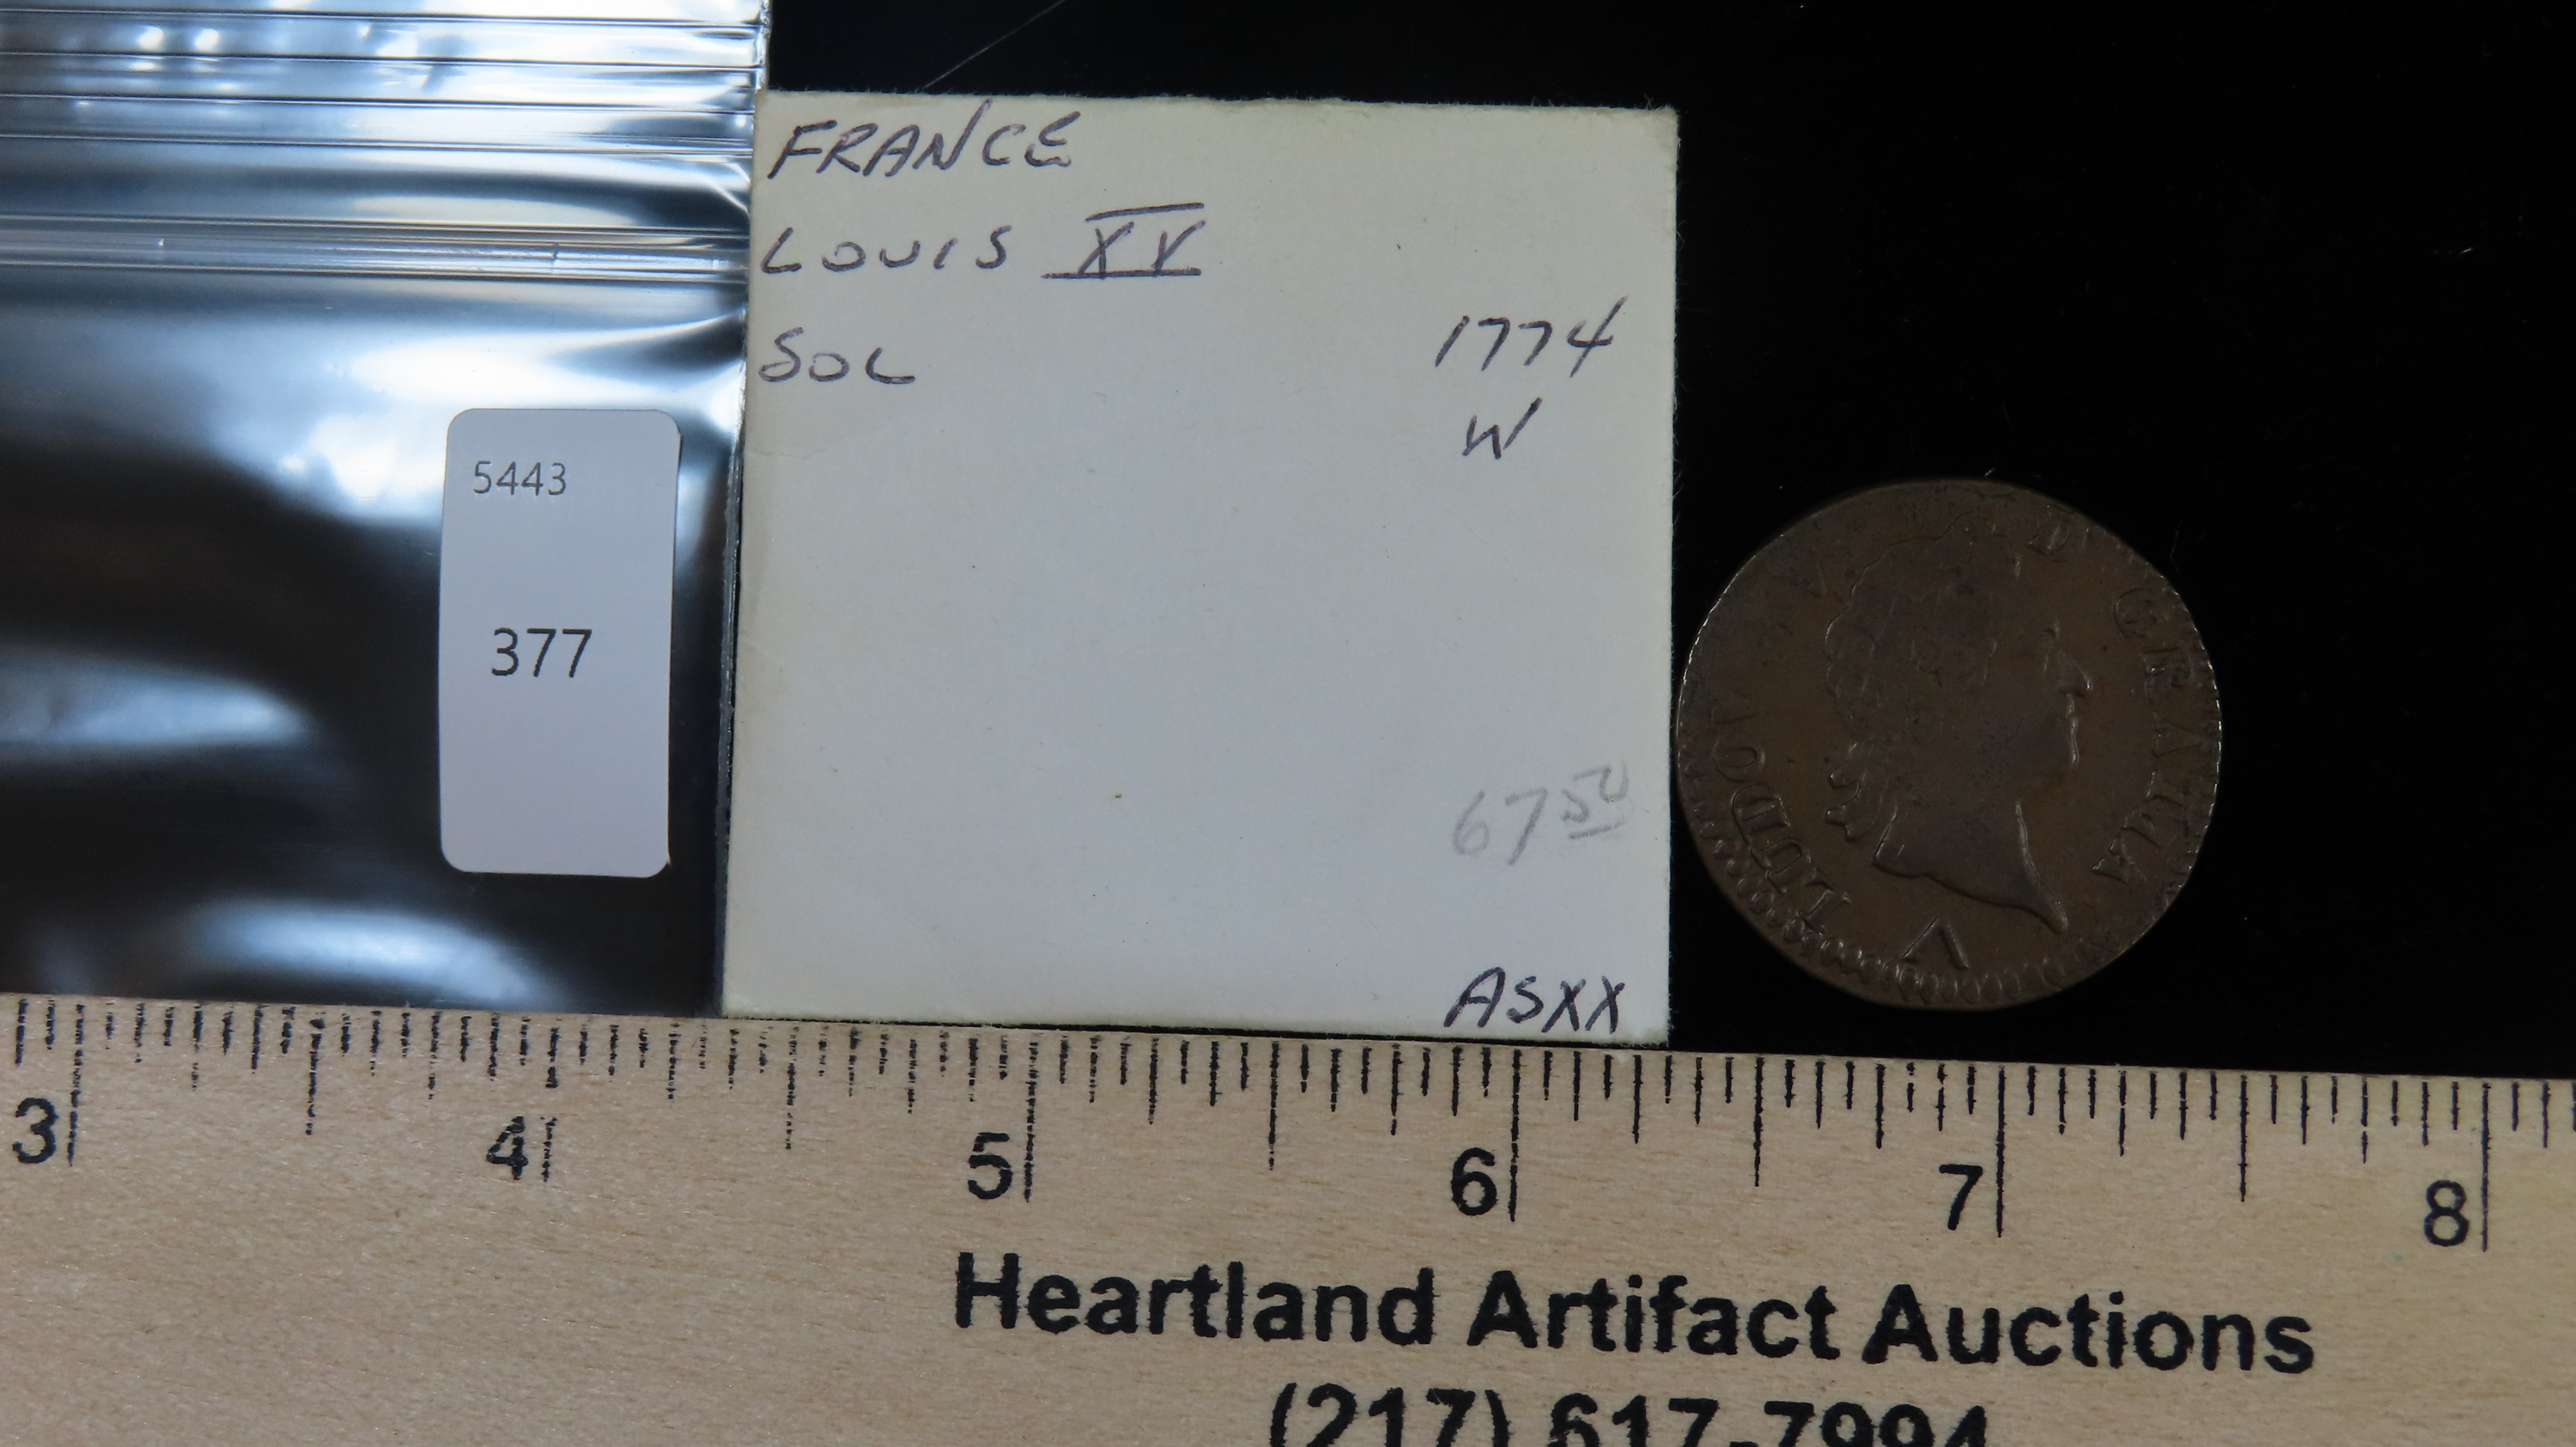 FRANCE
LOUIS XV
SOL
1774
W
67 50
ASXX
5443
377
LUDOV XV D GRATIA
3 4 5 6 7 8
Heartland Artifact Auctions
(217) 617-7994